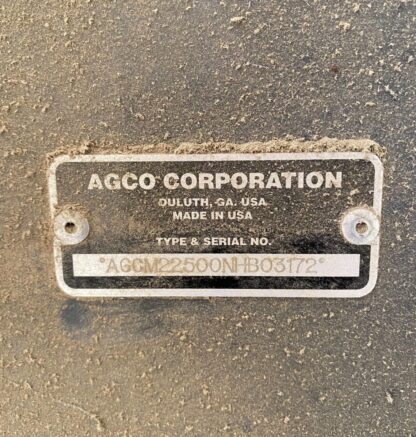 AGCO CORPORATION
DULUTH, GA. USA
MADE IN USA
TYPE & SERIAL NO.
*AGCM22500NHB03172*